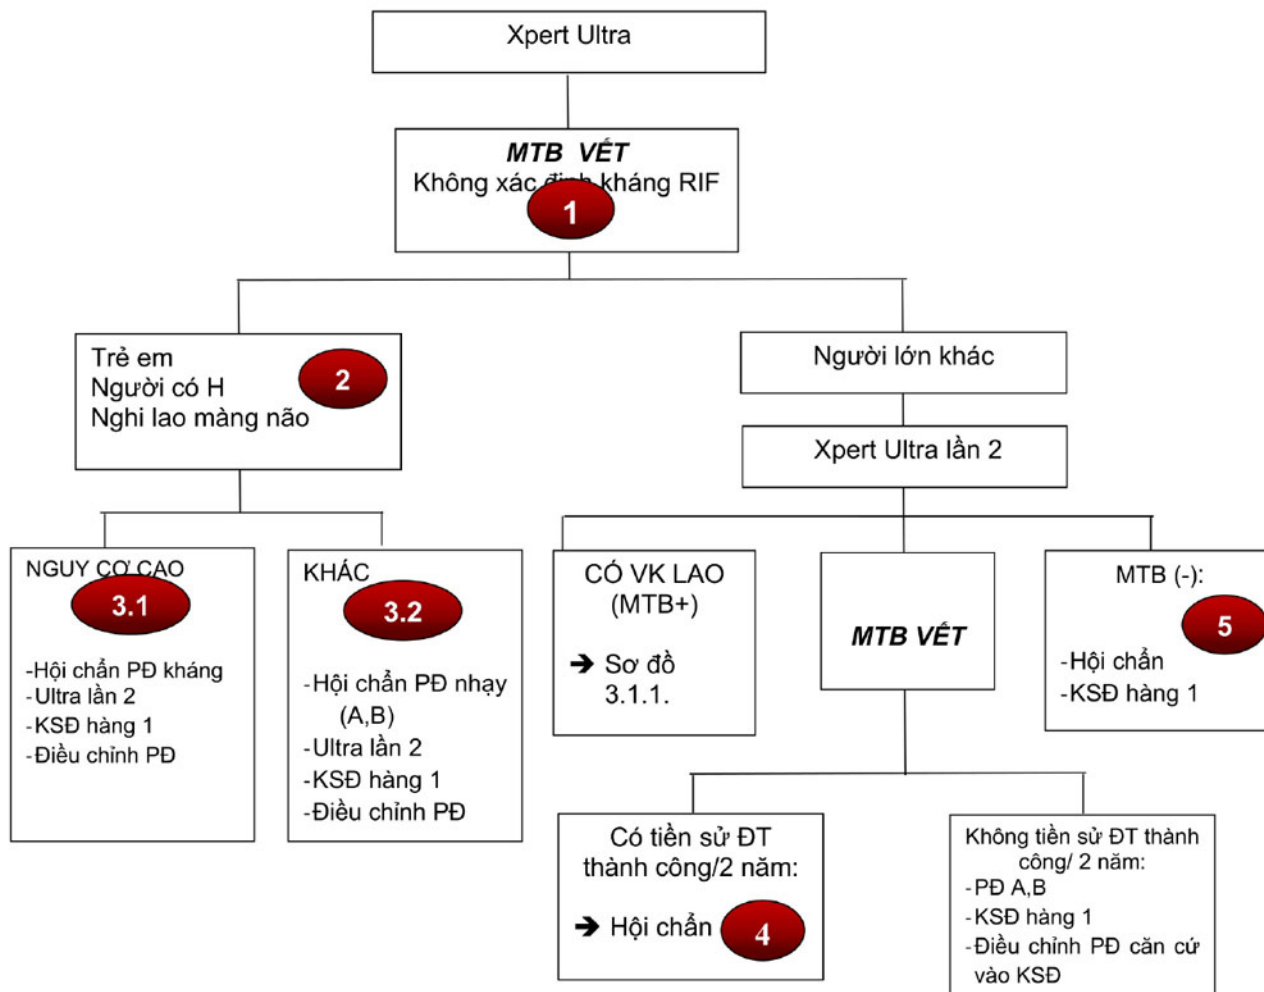 Xpert Ultra
MTB VẾT
Không xác định kháng RIF
1
Trẻ em
Người có H
Nghi lao màng não
2
Người lớn khác
Xpert Ultra lần 2
NGUY CƠ CAO
3.1
-Hội chẩn PĐ kháng
-Ultra lần 2
-KSĐ hàng 1
-Điều chỉnh PĐ
KHÁC
3.2
-Hội chẩn PĐ nhạy
(A,B)
-Ultra lần 2
-KSĐ hàng 1
-Điều chỉnh PĐ
CÓ VK LAO
(MTB+)
➔ Sơ đồ
3.1.1.
MTB VẾT
MTB (-):
5
-Hội chẩn
-KSĐ hàng 1
Có tiền sử ĐT
thành công/2 năm:
➔ Hội chẩn
4
Không tiền sử ĐT thành
công/ 2 năm:
-PĐ A,B
-KSĐ hàng 1
-Điều chỉnh PĐ căn cứ
vào KSĐ